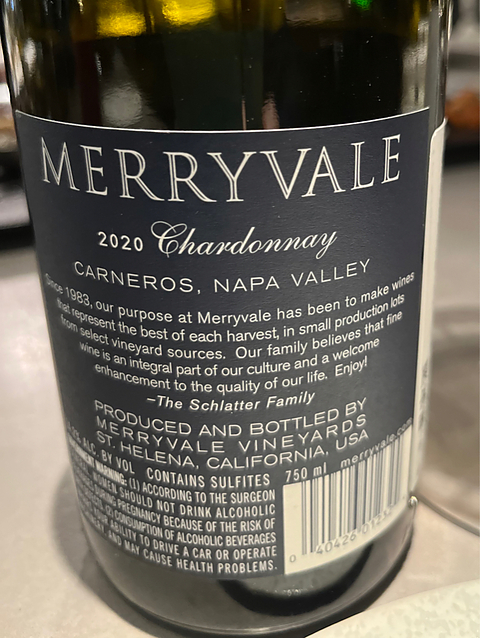 MERRYVALE
2020 Chardonnay
CARNEROS, NAPA VALLEY
Since 1983, our purpose at Merryvale has been to make wines
that represent the best of each harvest, in small production lots
from select vineyard sources. Our family believes that fine
wine is an integral part of our culture and a welcome
enhancement to the quality of our life. Enjoy!
–The Schlatter Family
PRODUCED AND BOTTLED BY
MERRYVALE VINEYARDS
ST. HELENA, CALIFORNIA, USA
ALC. BY VOL CONTAINS SULFITES 750 ml merryvale.com
WARNING: (1) ACCORDING TO THE SURGEON
WOMEN SHOULD NOT DRINK ALCOHOLIC
DURING PREGNANCY BECAUSE OF THE RISK OF
(2) CONSUMPTION OF ALCOHOLIC BEVERAGES
YOUR ABILITY TO DRIVE A CAR OR OPERATE
AND MAY CAUSE HEALTH PROBLEMS.
0 40426